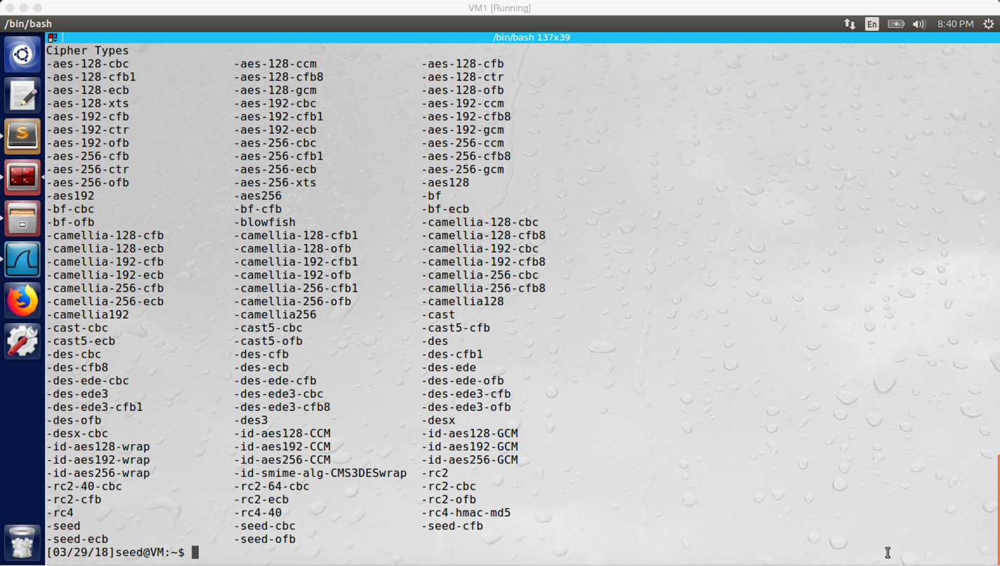 VM1 [Running]
/bin/bash En 8:40 PM
/bin/bash 137x39
Cipher Types
-aes-128-cbc -aes-128-ccm -aes-128-cfb
-aes-128-cfb1 -aes-128-cfb8 -aes-128-ctr
-aes-128-ecb -aes-128-gcm -aes-128-ofb
-aes-128-xts -aes-192-cbc -aes-192-ccm
-aes-192-cfb -aes-192-cfb1 -aes-192-cfb8
-aes-192-ctr -aes-192-ecb -aes-192-gcm
-aes-192-ofb -aes-256-cbc -aes-256-ccm
-aes-256-cfb -aes-256-cfb1 -aes-256-cfb8
-aes-256-ctr -aes-256-ecb -aes-256-gcm
-aes-256-ofb -aes-256-xts -aes128
-aes192 -aes256 -bf
-bf-cbc -bf-cfb -bf-ecb
-bf-ofb -blowfish -camellia-128-cbc
-camellia-128-cfb -camellia-128-cfb1 -camellia-128-cfb8
-camellia-128-ecb -camellia-128-ofb -camellia-192-cbc
-camellia-192-cfb -camellia-192-cfb1 -camellia-192-cfb8
-camellia-192-ecb -camellia-192-ofb -camellia-256-cbc
-camellia-256-cfb -camellia-256-cfb1 -camellia-256-cfb8
-camellia-256-ecb -camellia-256-ofb -camellia128
-camellia192 -camellia256 -cast
-cast-cbc -cast5-cbc -cast5-cfb
-cast5-ecb -cast5-ofb -des
-des-cbc -des-cfb -des-cfb1
-des-cfb8 -des-ecb -des-ede
-des-ede-cbc -des-ede-cfb -des-ede-ofb
-des-ede3 -des-ede3-cbc -des-ede3-cfb
-des-ede3-cfb1 -des-ede3-cfb8 -des-ede3-ofb
-des-ofb -des3 -desx
-desx-cbc -id-aes128-CCM -id-aes128-GCM
-id-aes128-wrap -id-aes192-CCM -id-aes192-GCM
-id-aes192-wrap -id-aes256-CCM -id-aes256-GCM
-id-aes256-wrap -id-smime-alg-CMS3DESwrap -rc2
-rc2-40-cbc -rc2-64-cbc -rc2-cbc
-rc2-cfb -rc2-ecb -rc2-ofb
-rc4 -rc4-40 -rc4-hmac-md5
-seed -seed-cbc -seed-cfb
-seed-ecb -seed-ofb
[03/29/18]seed@VM:~$